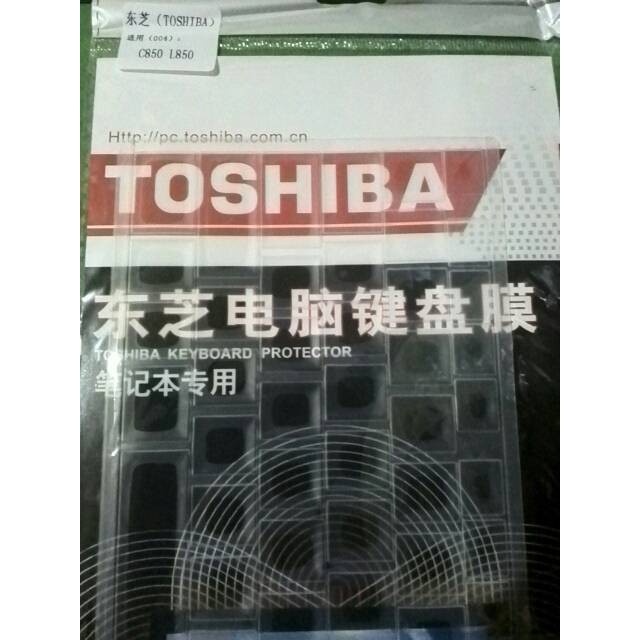 东芝（TOSHIBA）
适用（004）：
C850 L850
Http://pc.toshiba.com.cn
TOSHIBA
东芝电脑键盘膜
TOSHIBA KEYBOARD PROTECTOR
笔记本专用